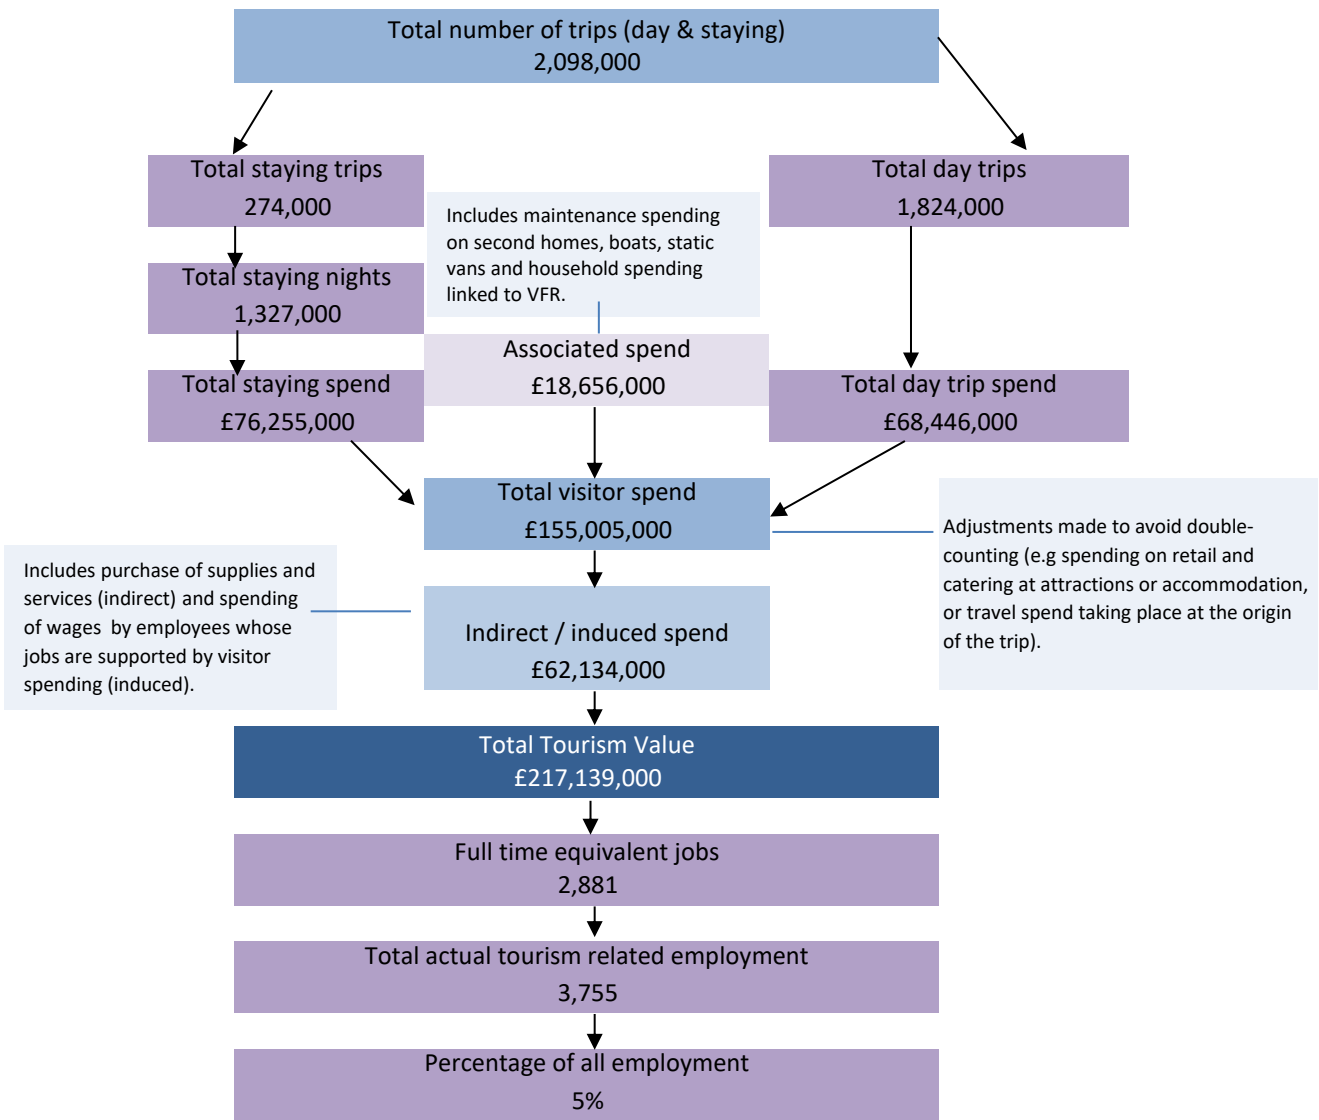 Total number of trips (day & staying)
2,098,000
Total staying trips
274,000
Total day trips
1,824,000
Includes maintenance spending
on second homes, boats, static
vans and household spending
linked to VFR.
Total staying nights
1,327,000
Associated spend
£18,656,000
Total staying spend
£76,255,000
Total day trip spend
£68,446,000
Total visitor spend
£155,005,000
Adjustments made to avoid double-
counting (e.g spending on retail and
catering at attractions or accommodation,
or travel spend taking place at the origin
of the trip).
Includes purchase of supplies and
services (indirect) and spending
of wages by employees whose
jobs are supported by visitor
spending (induced).
Indirect / induced spend
£62,134,000
Total Tourism Value
£217,139,000
Full time equivalent jobs
2,881
Total actual tourism related employment
3,755
Percentage of all employment
5%